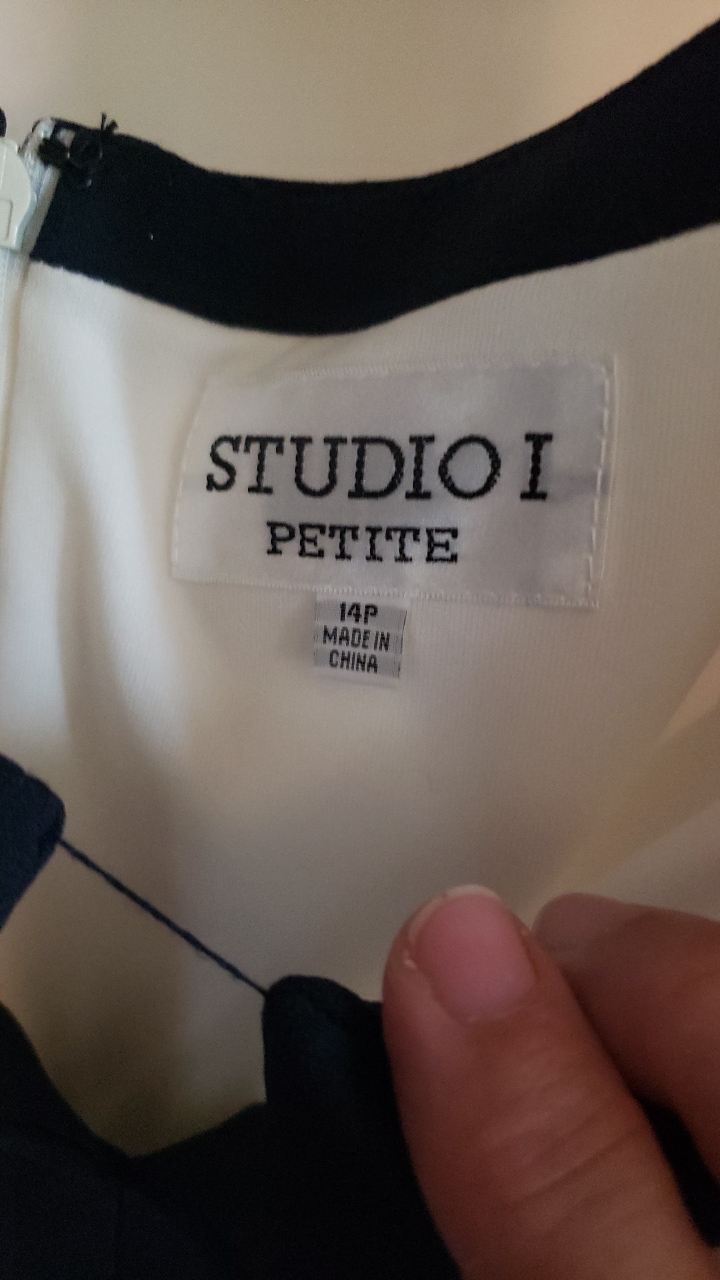 STUDIO I
PETITE
14P
MADE IN
CHINA